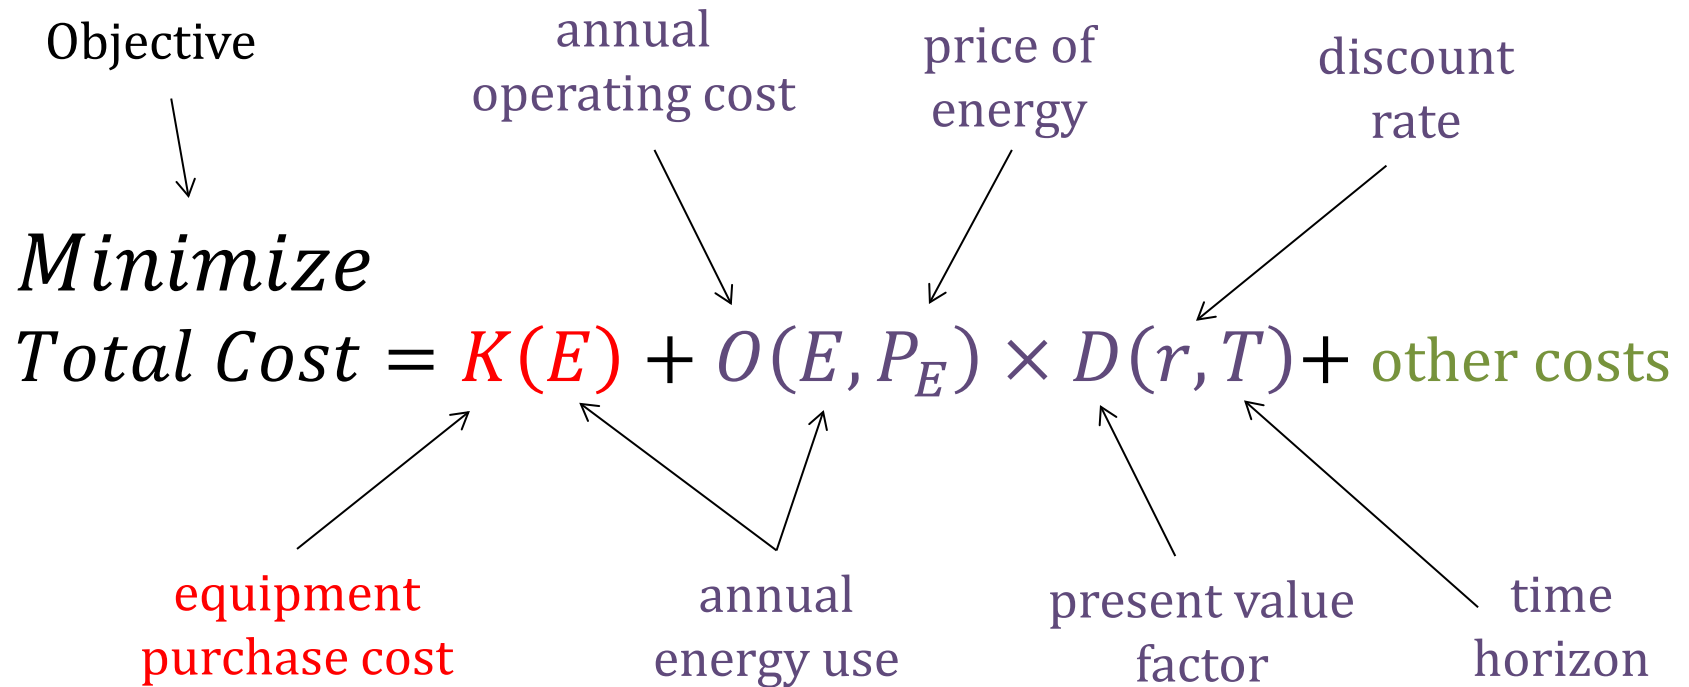 Objective
annual
operating cost
price of
energy
discount
rate
Minimize
Total Cost = K(E) + O(E, P_E) × D(r, T)+ other costs
equipment
purchase cost
annual
energy use
present value
factor
time
horizon